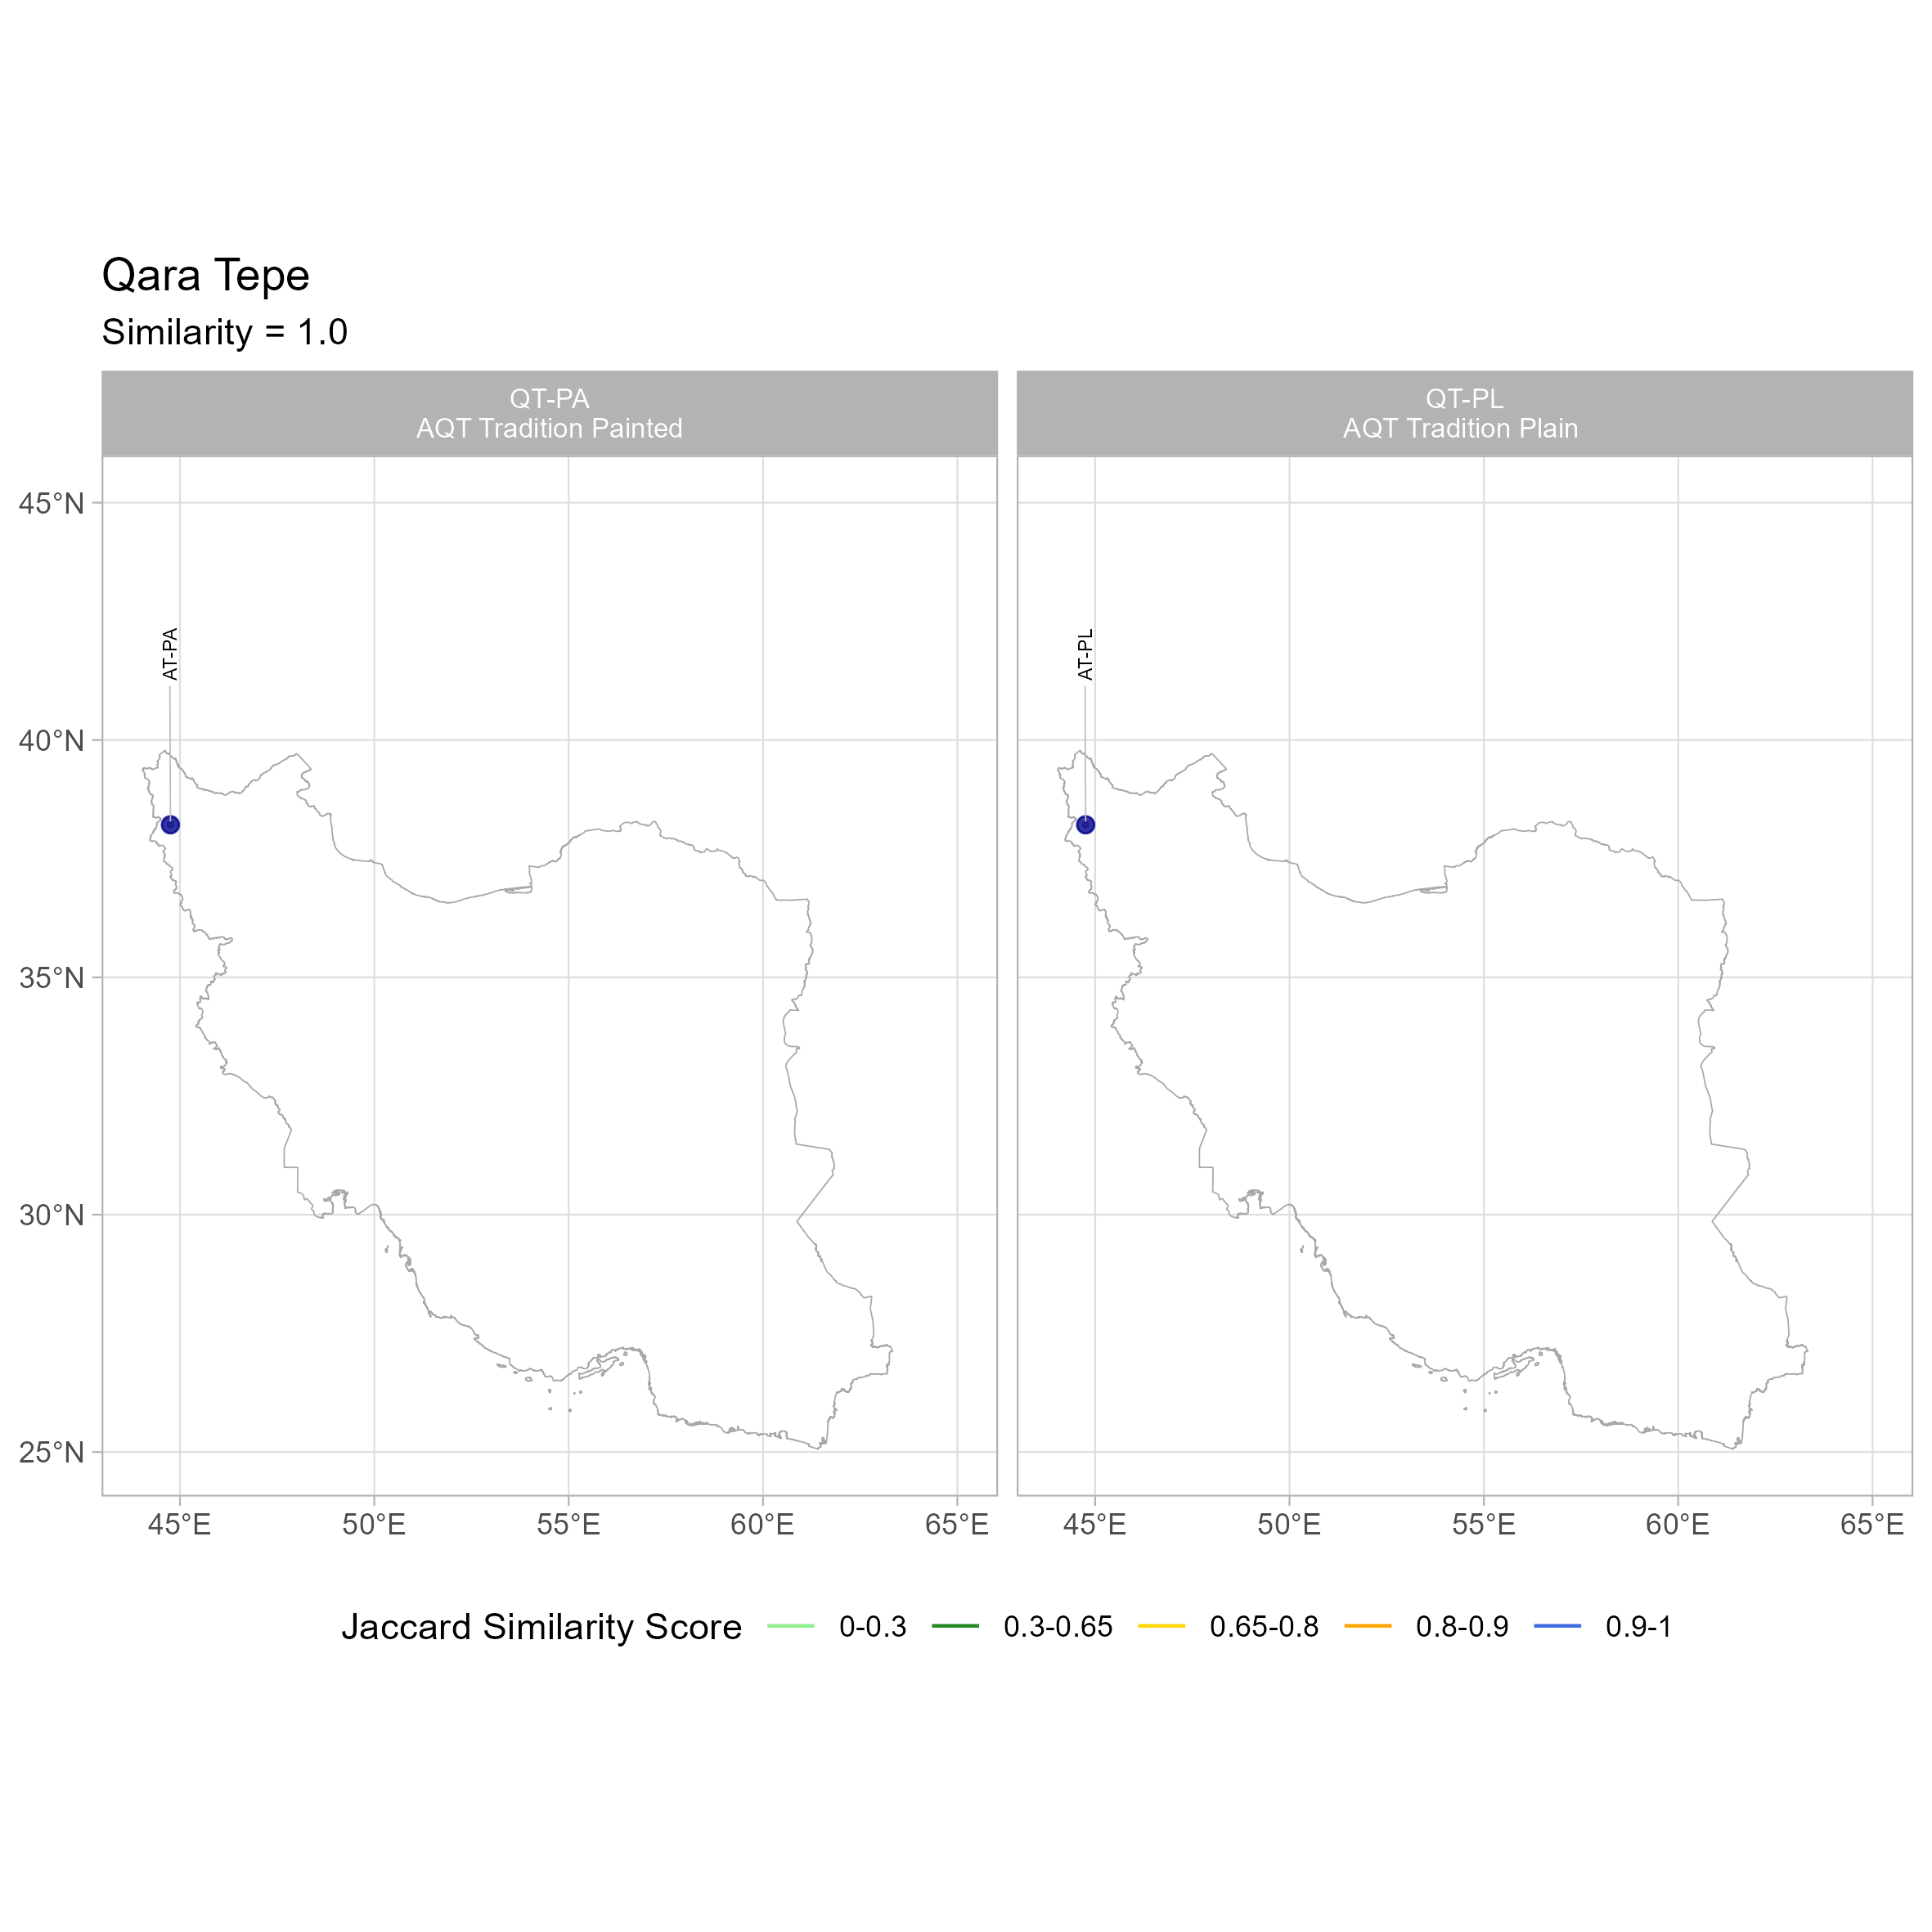 Qara Tepe
Similarity = 1.0
QT-PA
AQT Tradition Painted
QT-PL
AQT Tradition Plain
45°N
40°N
35°N
30°N
25°N
AT-PA
AT-PL
45°E 50°E 55°E 60°E 65°E
45°E 50°E 55°E 60°E 65°E
Jaccard Similarity Score 0-0.3 0.3-0.65 0.65-0.8 0.8-0.9 0.9-1